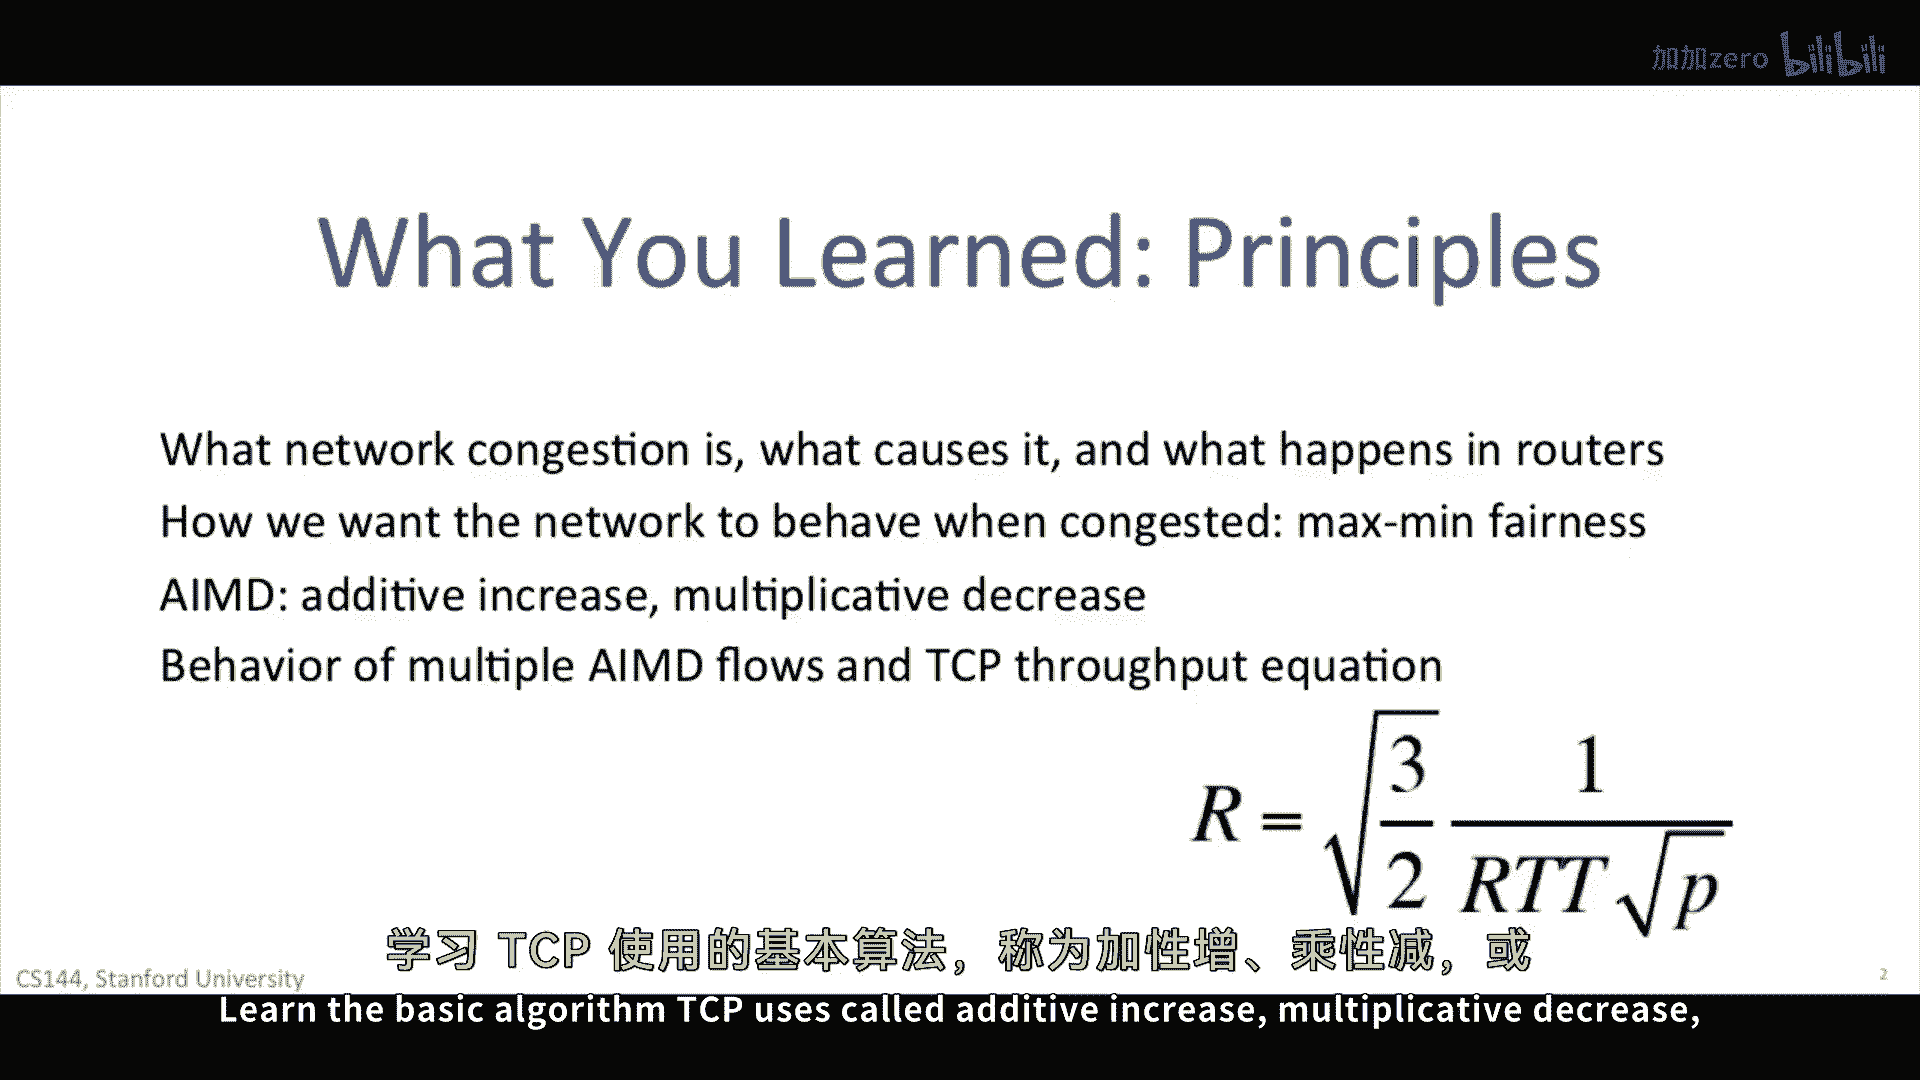 加加zero bilibili
What You Learned: Principles
What network congestion is, what causes it, and what happens in routers
How we want the network to behave when congested: max-min fairness
AIMD: additive increase, multiplicative decrease
Behavior of multiple AIMD flows and TCP throughput equation
R = √(3/2) 1/(RTT√p)
学习 TCP 使用的基本算法，称为加性增、乘性减，或
CS144, Stanford University
2
Learn the basic algorithm TCP uses called additive increase, multiplicative decrease,